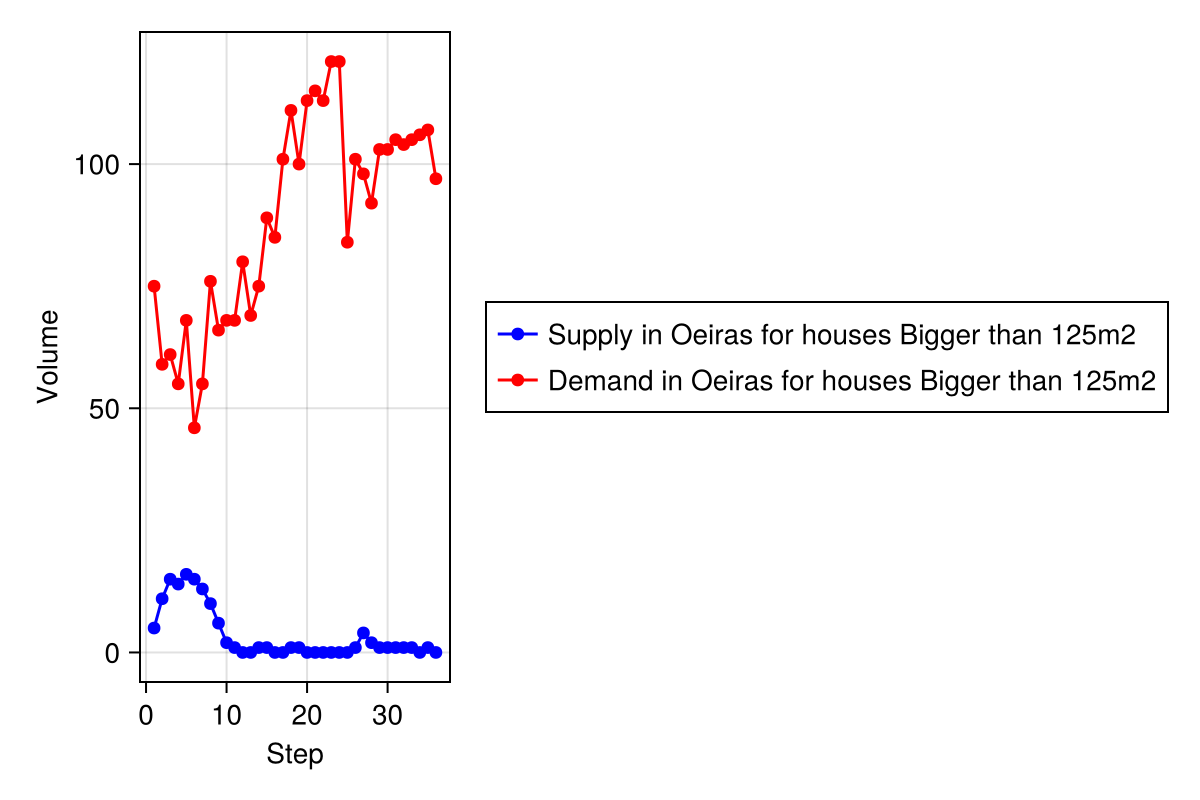 100
50
0
Volume
0 10 20 30
Step
Supply in Oeiras for houses Bigger than 125m2
Demand in Oeiras for houses Bigger than 125m2